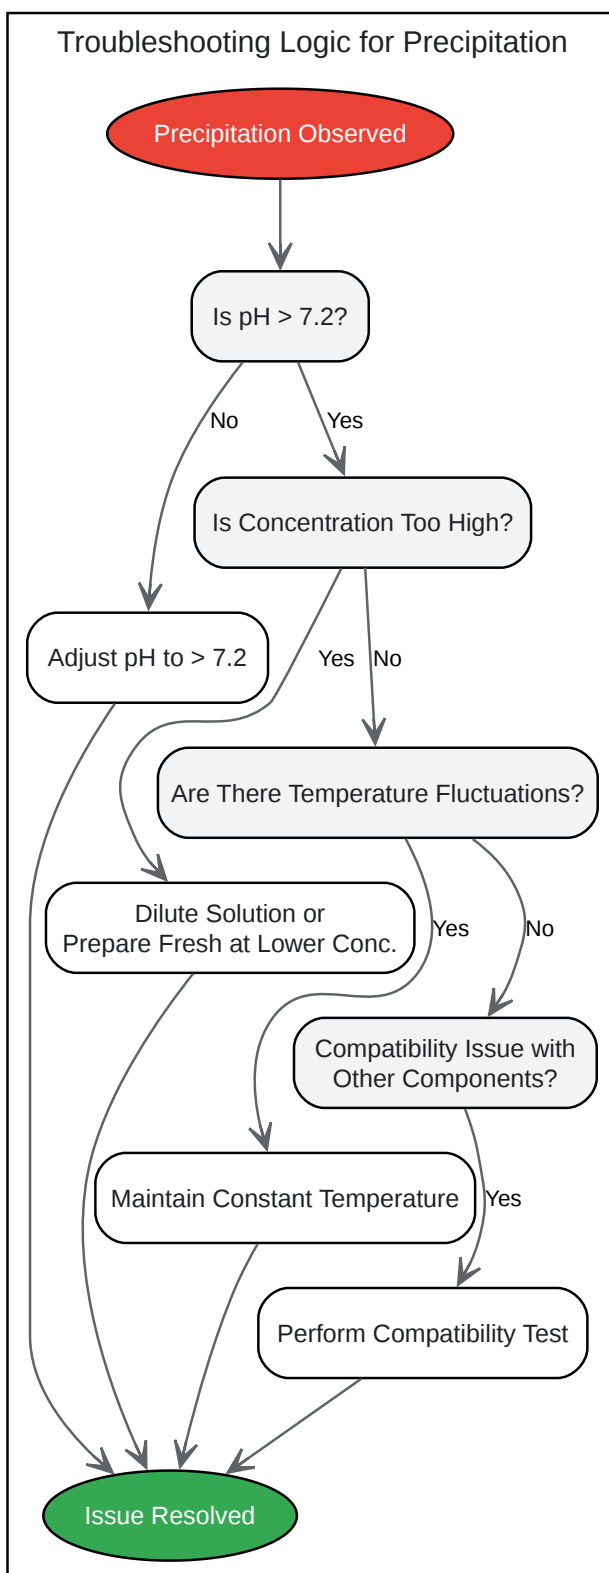 Troubleshooting Logic for Precipitation
Precipitation Observed
Is pH > 7.2?
No
Yes
Is Concentration Too High?
Adjust pH to > 7.2
Yes
No
Are There Temperature Fluctuations?
Dilute Solution or
Prepare Fresh at Lower Conc.
Yes
No
Compatibility Issue with
Other Components?
Maintain Constant Temperature
Yes
Perform Compatibility Test
Issue Resolved